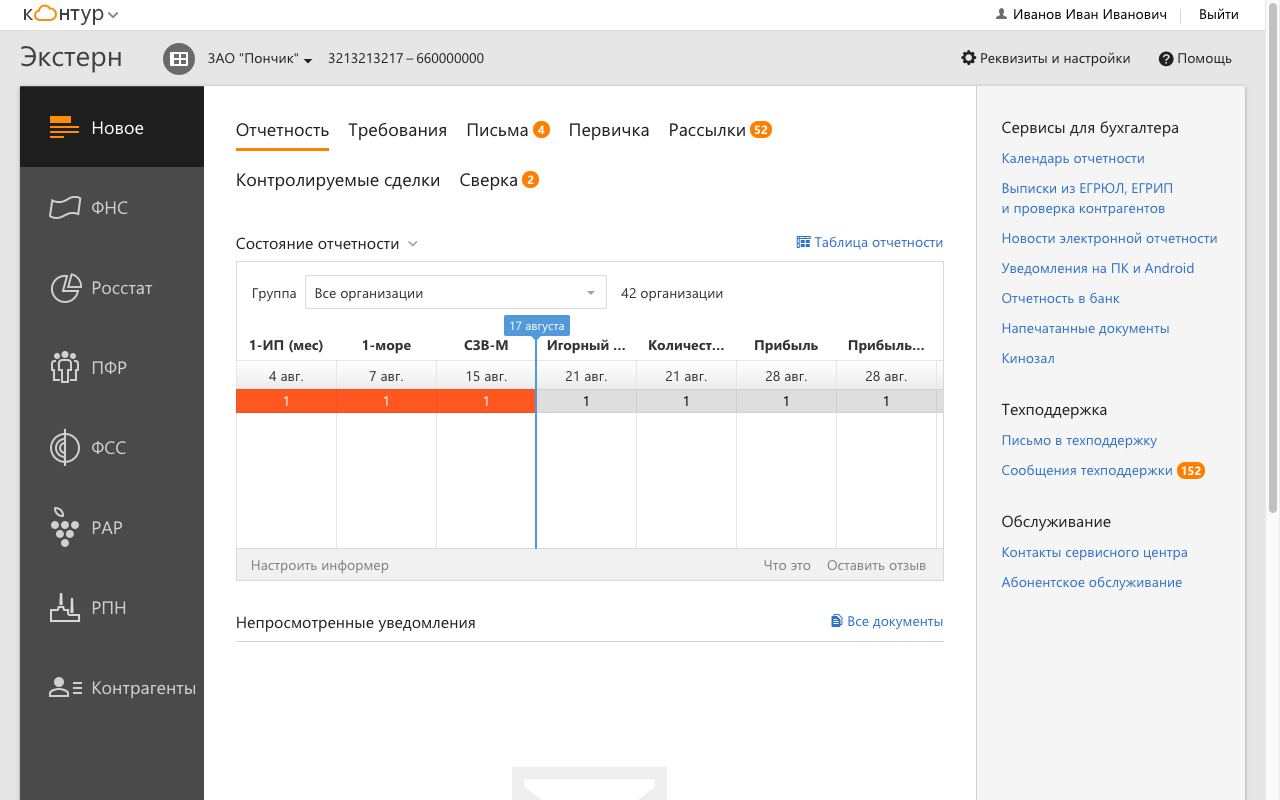 контур
Иванов Иван Иванович
Выйти
Экстерн
ЗАО "Пончик"
3213213217 – 660000000
Реквизиты и настройки
Помощь
Новое
ФНС
Росстат
ПФР
ФСС
РАР
РПН
Контрагенты
Отчетность Требования Письма 4 Первичка Рассылки 52
Контролируемые сделки Сверка 2
Состояние отчетности
Таблица отчетности
Группа Все организации 42 организации
17 августа
1-ИП (мес) 1-море СЗВ-М Игорный ... Количест... Прибыль Прибыль...
4 авг. 7 авг. 15 авг. 21 авг. 21 авг. 28 авг. 28 авг.
1 1 1 1 1 1 1
Настроить информер Что это Оставить отзыв
Непросмотренные уведомления
Все документы
Сервисы для бухгалтера
Календарь отчетности
Выписки из ЕГРЮЛ, ЕГРИП
и проверка контрагентов
Новости электронной отчетности
Уведомления на ПК и Android
Отчетность в банк
Напечатанные документы
Кинозал
Техподдержка
Письмо в техподдержку
Сообщения техподдержки 152
Обслуживание
Контакты сервисного центра
Абонентское обслуживание